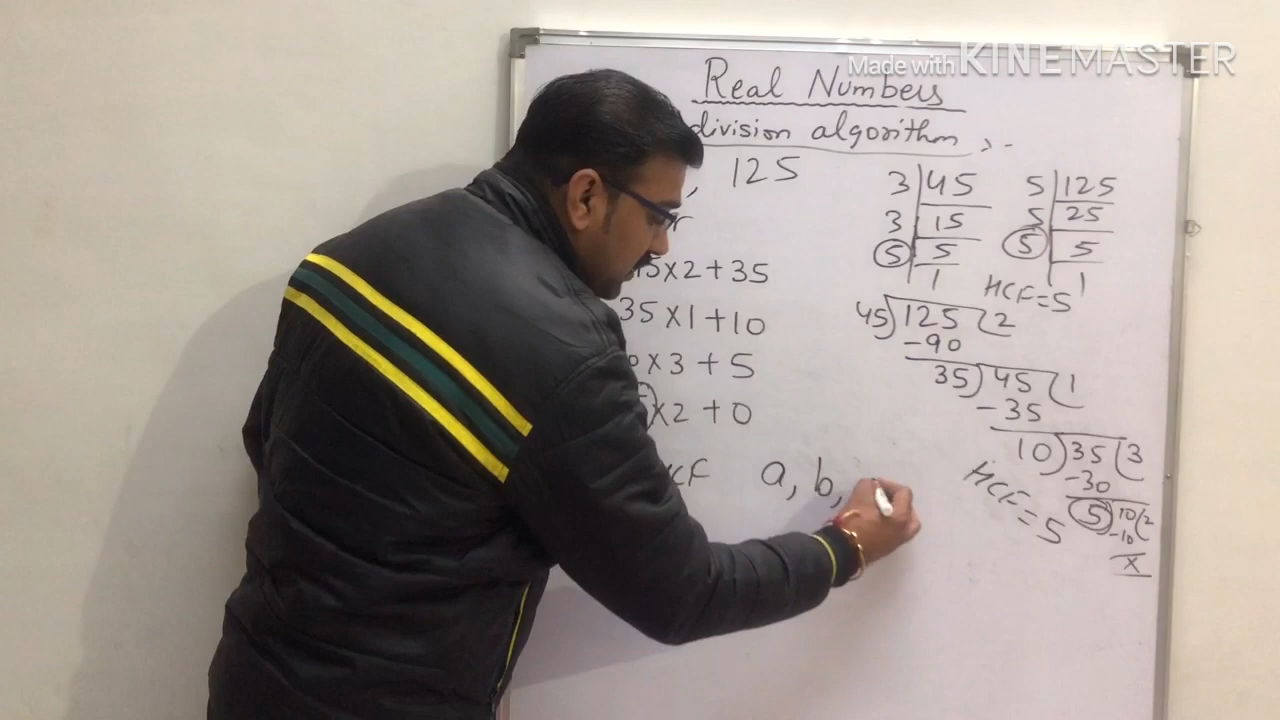 Made with KINEMASTER
Real Numbers
division algorithm :-
, 125
r
45x2+35
35x1+10
x3+5
x2+0
HCF a, b,
3 | 45
3 | 15
5 | 5
1
5 | 125
5 | 25
5 | 5
1
HCF=5
45)125(2
-90
35)45(1
-35
10)35(3
-30
5)10(2
-10
x
HCF=5